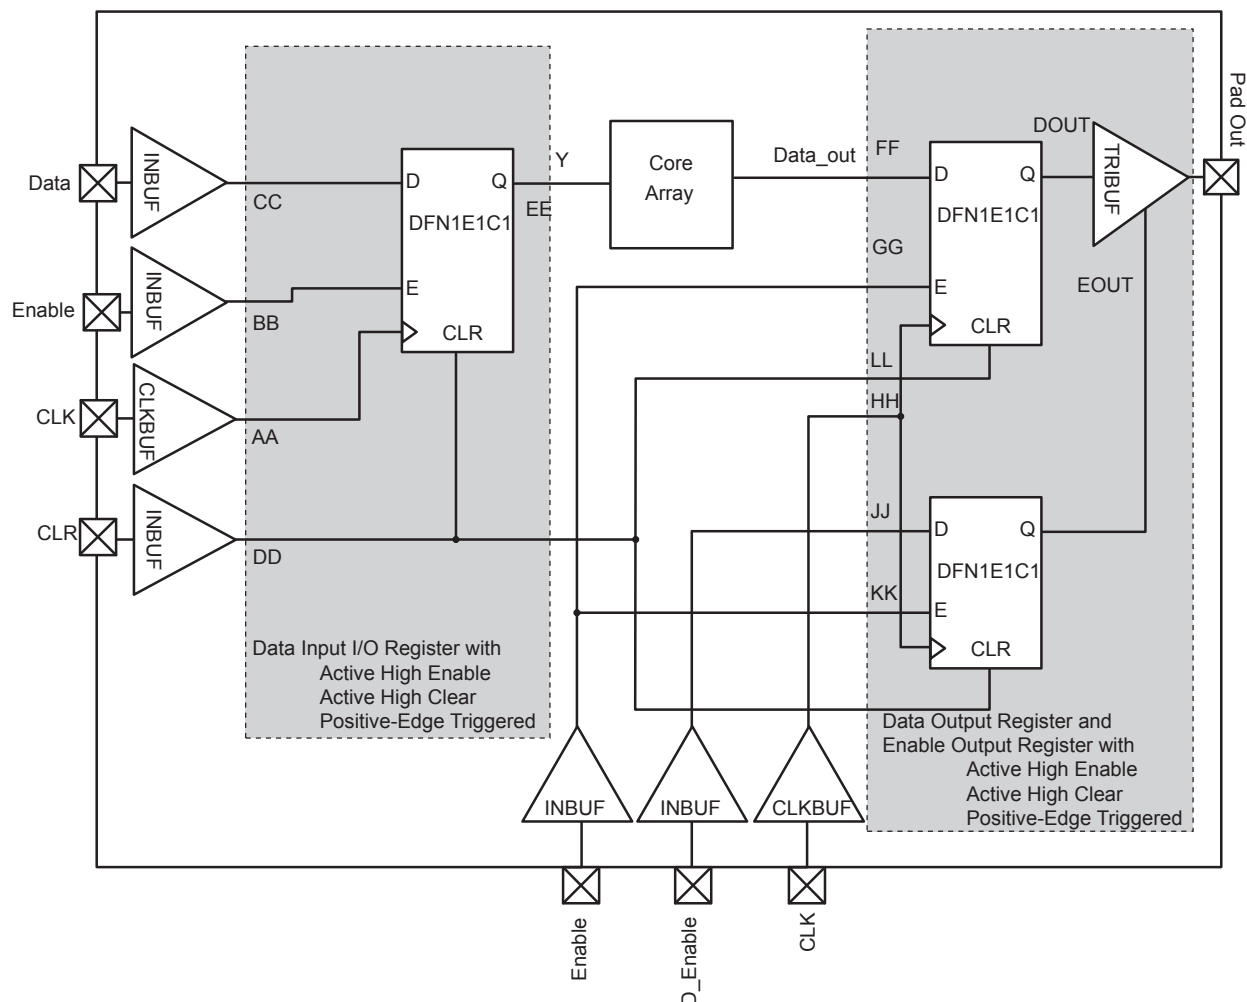 Pad Out
DOUT
INBUF
Y
Core
Array
Data_out
FF
D
Q
TRIBUF
Data
CC
D
Q
EE
DFN1E1C1
DFN1E1C1
GG
EOUT
INBUF
E
E
Enable
BB
CLR
CLR
LL
CLKBUF
HH
CLK
AA
INBUF
JJ
D
Q
CLR
DD
DFN1E1C1
KK
E
CLR
Data Input I/O Register with
Active High Enable
Active High Clear
Positive-Edge Triggered
Data Output Register and
Enable Output Register with
Active High Enable
Active High Clear
Positive-Edge Triggered
INBUF
INBUF
CLKBUF
Enable
D_Enable
CLK